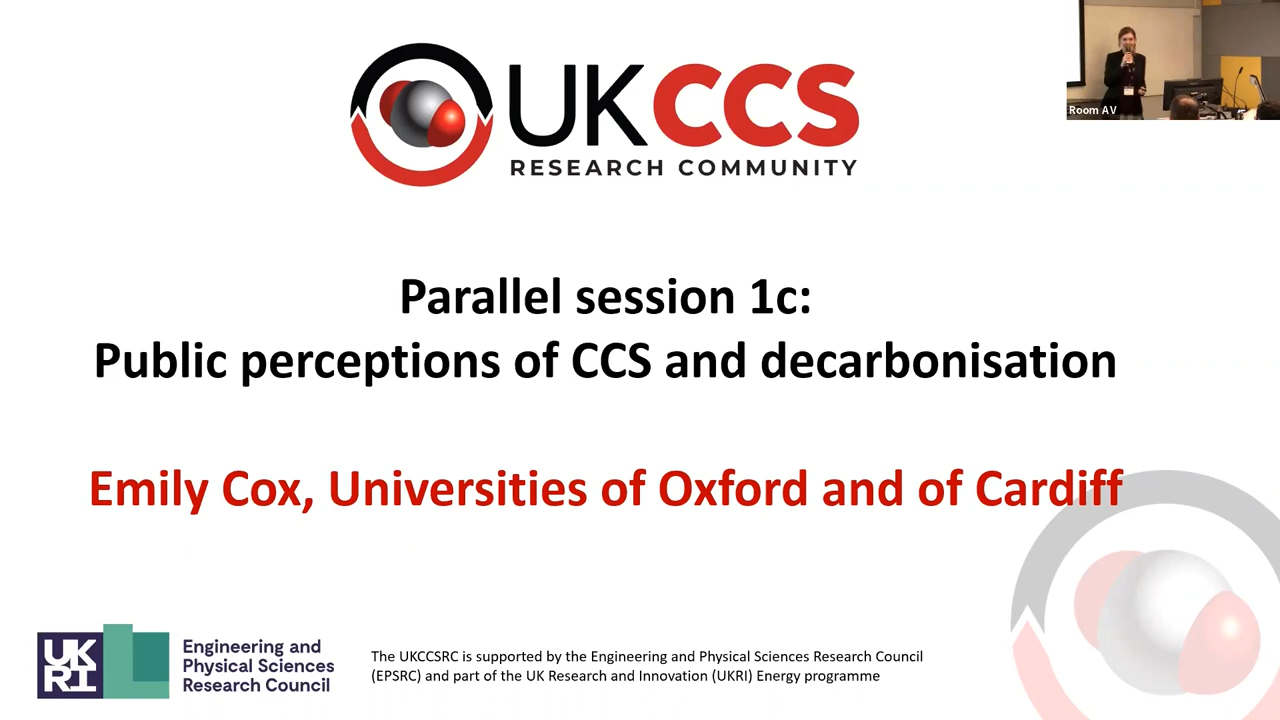 UKCCS
RESEARCH COMMUNITY
Room AV
Parallel session 1c:
Public perceptions of CCS and decarbonisation
Emily Cox, Universities of Oxford and of Cardiff
UK
RI
Engineering and
Physical Sciences
Research Council
The UKCCSRC is supported by the Engineering and Physical Sciences Research Council
(EPSRC) and part of the UK Research and Innovation (UKRI) Energy programme